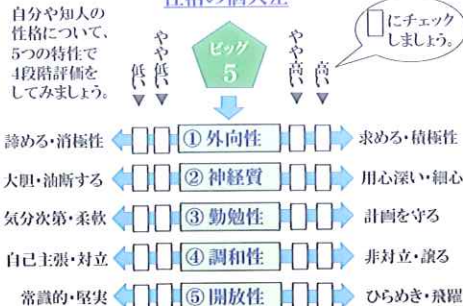 性格の個人差
自分や知人の
性格について、
5つの特性で
4段階評価を
してみましょう。
低い
やや低い
ビッグ
5
やや高い
高い
□にチェック
しましょう。
諦める・消極性 ①外向性 求める・積極性
大胆・油断する ②神経質 用心深い・細心
気分次第・柔軟 ③勤勉性 計画を守る
自己主張・対立 ④調和性 非対立・譲る
常識的・堅実 ⑤開放性 ひらめき・飛躍